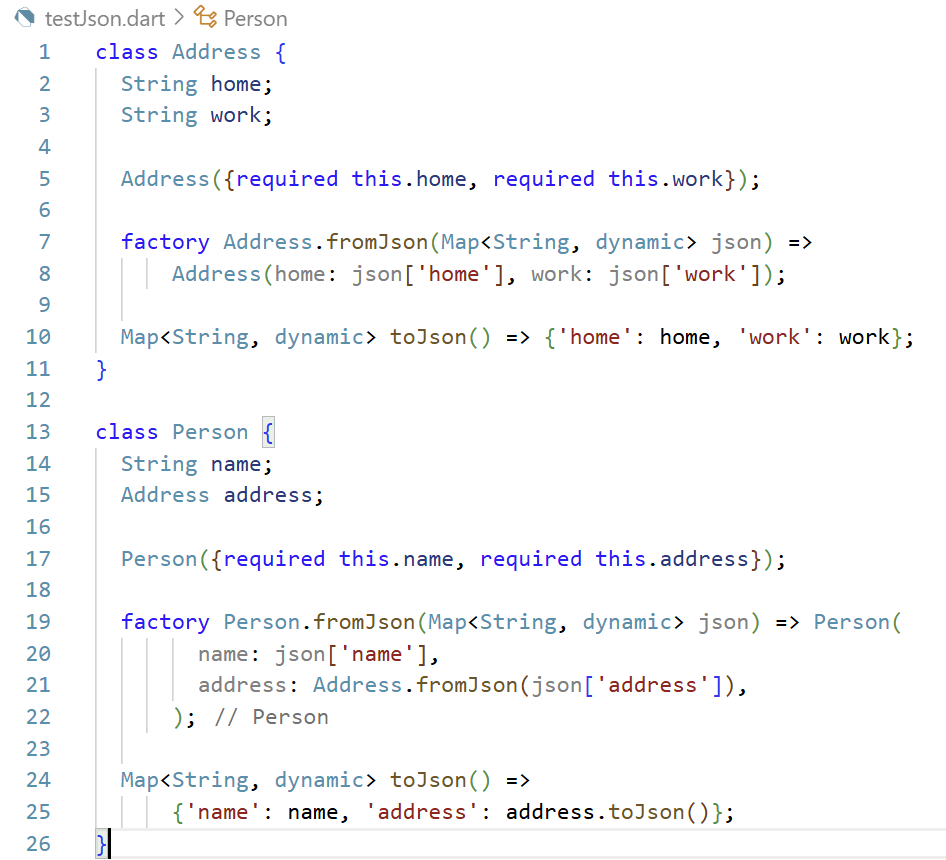 testJson.dart > Person
1 class Address {
2   String home;
3   String work;
4
5   Address({required this.home, required this.work});
6
7   factory Address.fromJson(Map<String, dynamic> json) =>
8       Address(home: json['home'], work: json['work']);
9
10   Map<String, dynamic> toJson() => {'home': home, 'work': work};
11 }
12
13 class Person {
14   String name;
15   Address address;
16
17   Person({required this.name, required this.address});
18
19   factory Person.fromJson(Map<String, dynamic> json) => Person(
20         name: json['name'],
21         address: Address.fromJson(json['address']),
22       ); // Person
23
24   Map<String, dynamic> toJson() =>
25       {'name': name, 'address': address.toJson()};
26 }